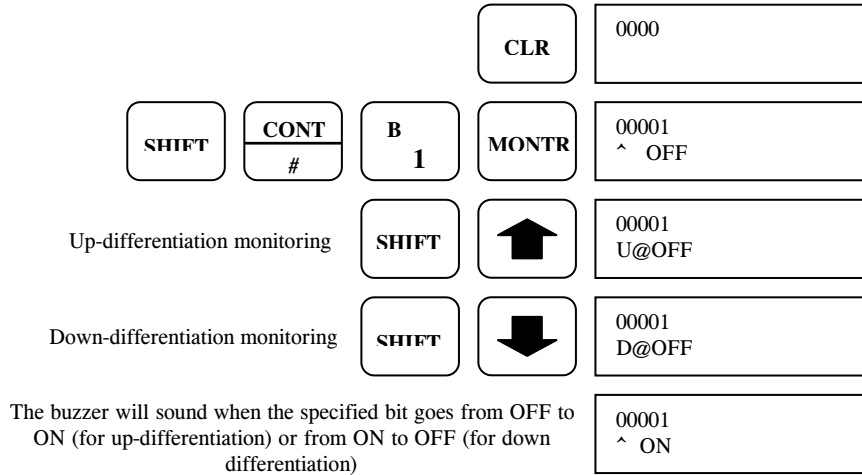 CLR
0000
SHIFT
CONT
#
B
1
MONTR
00001
^ OFF
Up-differentiation monitoring
SHIFT
00001
U@OFF
Down-differentiation monitoring
SHIFT
00001
D@OFF
The buzzer will sound when the specified bit goes from OFF to
ON (for up-differentiation) or from ON to OFF (for down
differentiation)
00001
^ ON